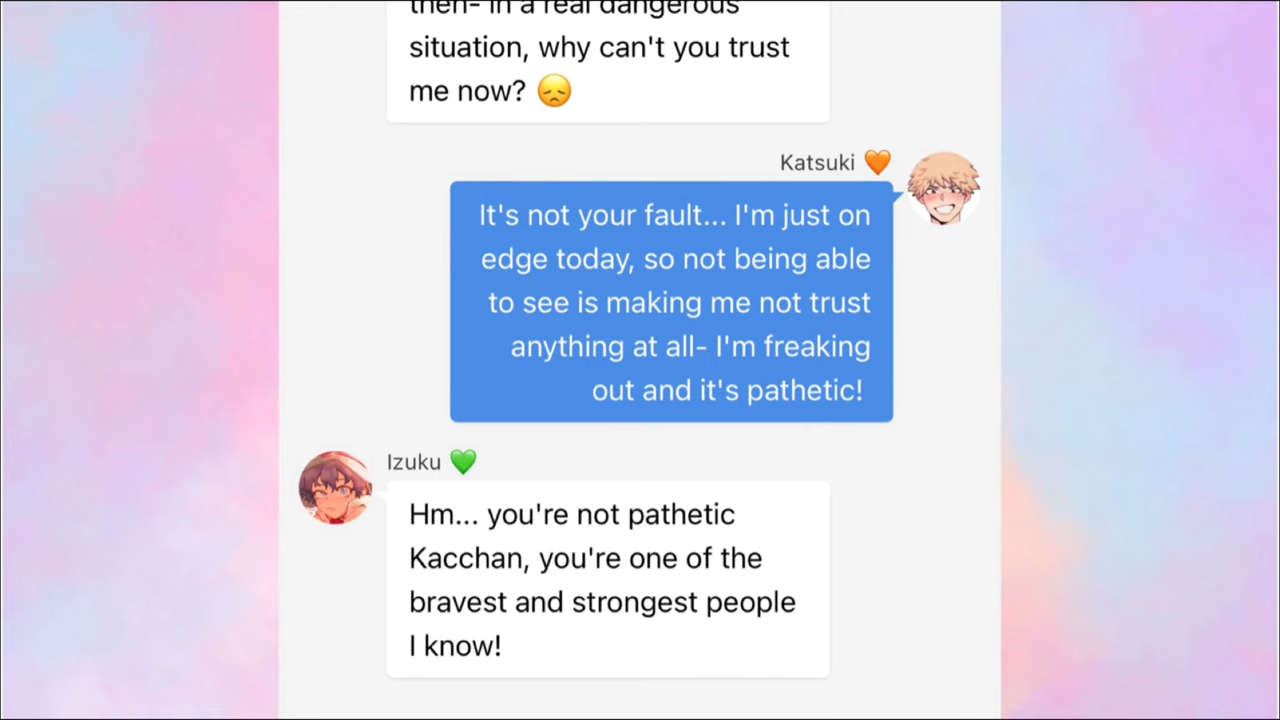 then- in a real dangerous
situation, why can't you trust
me now? 😞
Katsuki 🧡
It's not your fault... I'm just on
edge today, so not being able
to see is making me not trust
anything at all- I'm freaking
out and it's pathetic!
Izuku 💚
Hm... you're not pathetic
Kacchan, you're one of the
bravest and strongest people
I know!